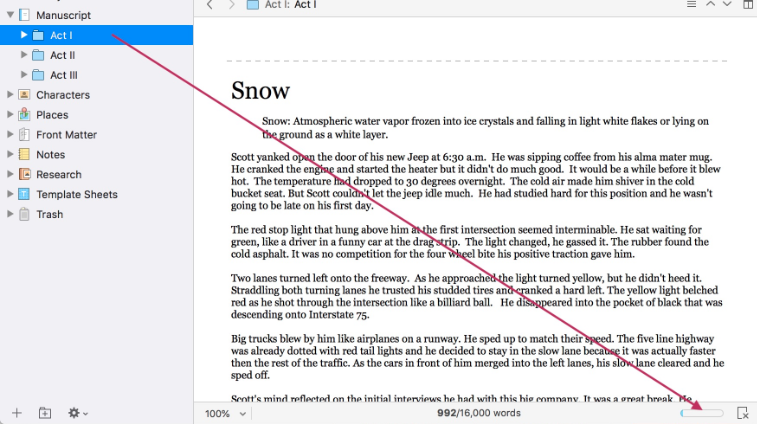 Manuscript
Act I
Act II
Act III
Characters
Places
Front Matter
Notes
Research
Template Sheets
Trash
Act I: Act I
Snow
Snow: Atmospheric water vapor frozen into ice crystals and falling in light white flakes or lying on
the ground as a white layer.
Scott yanked open the door of his new Jeep at 6:30 a.m. He was sipping coffee from his alma mater mug.
He cranked the engine and started the heater but it didn't do much good. It would be a while before it blew
hot. The temperature had dropped to 30 degrees overnight. The cold air made him shiver in the cold
bucket seat. But Scott couldn't let the jeep idle much. He had studied hard for this position and he wasn't
going to be late on his first day.
The red stop light that hung above him at the first intersection seemed interminable. He sat waiting for
green, like a driver in a funny car at the drag strip. The light changed, he gassed it. The rubber found the
cold asphalt. It was no competition for the four wheel bite his positive traction gave him.
Two lanes turned left onto the freeway. As he approached the light turned yellow, but he didn't heed it.
Straddling both turning lanes he trusted his studded tires and cranked a hard left. The yellow light belched
red as he shot through the intersection like a billiard ball. He disappeared into the pocket of black that was
descending onto Interstate 75.
Big trucks blew by him like airplanes on a runway. He sped up to match their speed. The five line highway
was already dotted with red tail lights and he decided to stay in the slow lane because it was actually faster
then the rest of the traffic. As the cars in front of him merged into the left lanes, his slow lane cleared and he
sped off.
Scott's mind reflected on the initial interviews he had with this big company. It was a great break. He
100%
992/16,000 words